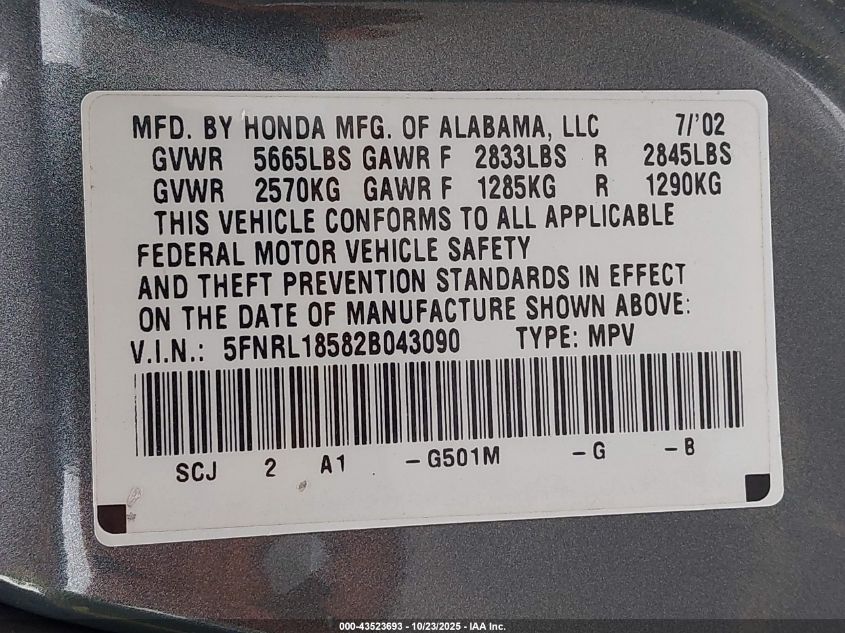 MFD. BY HONDA MFG. OF ALABAMA, LLC 7/'02
GVWR 5665LBS GAWR F 2833LBS R 2845LBS
GVWR 2570KG GAWR F 1285KG R 1290KG
THIS VEHICLE CONFORMS TO ALL APPLICABLE
FEDERAL MOTOR VEHICLE SAFETY
AND THEFT PREVENTION STANDARDS IN EFFECT
ON THE DATE OF MANUFACTURE SHOWN ABOVE:
V.I.N.: 5FNRL18582B043090 TYPE: MPV
SCJ 2 A1 -G501M -G -B
000-43523693 - 10/23/2025 - IAA Inc.